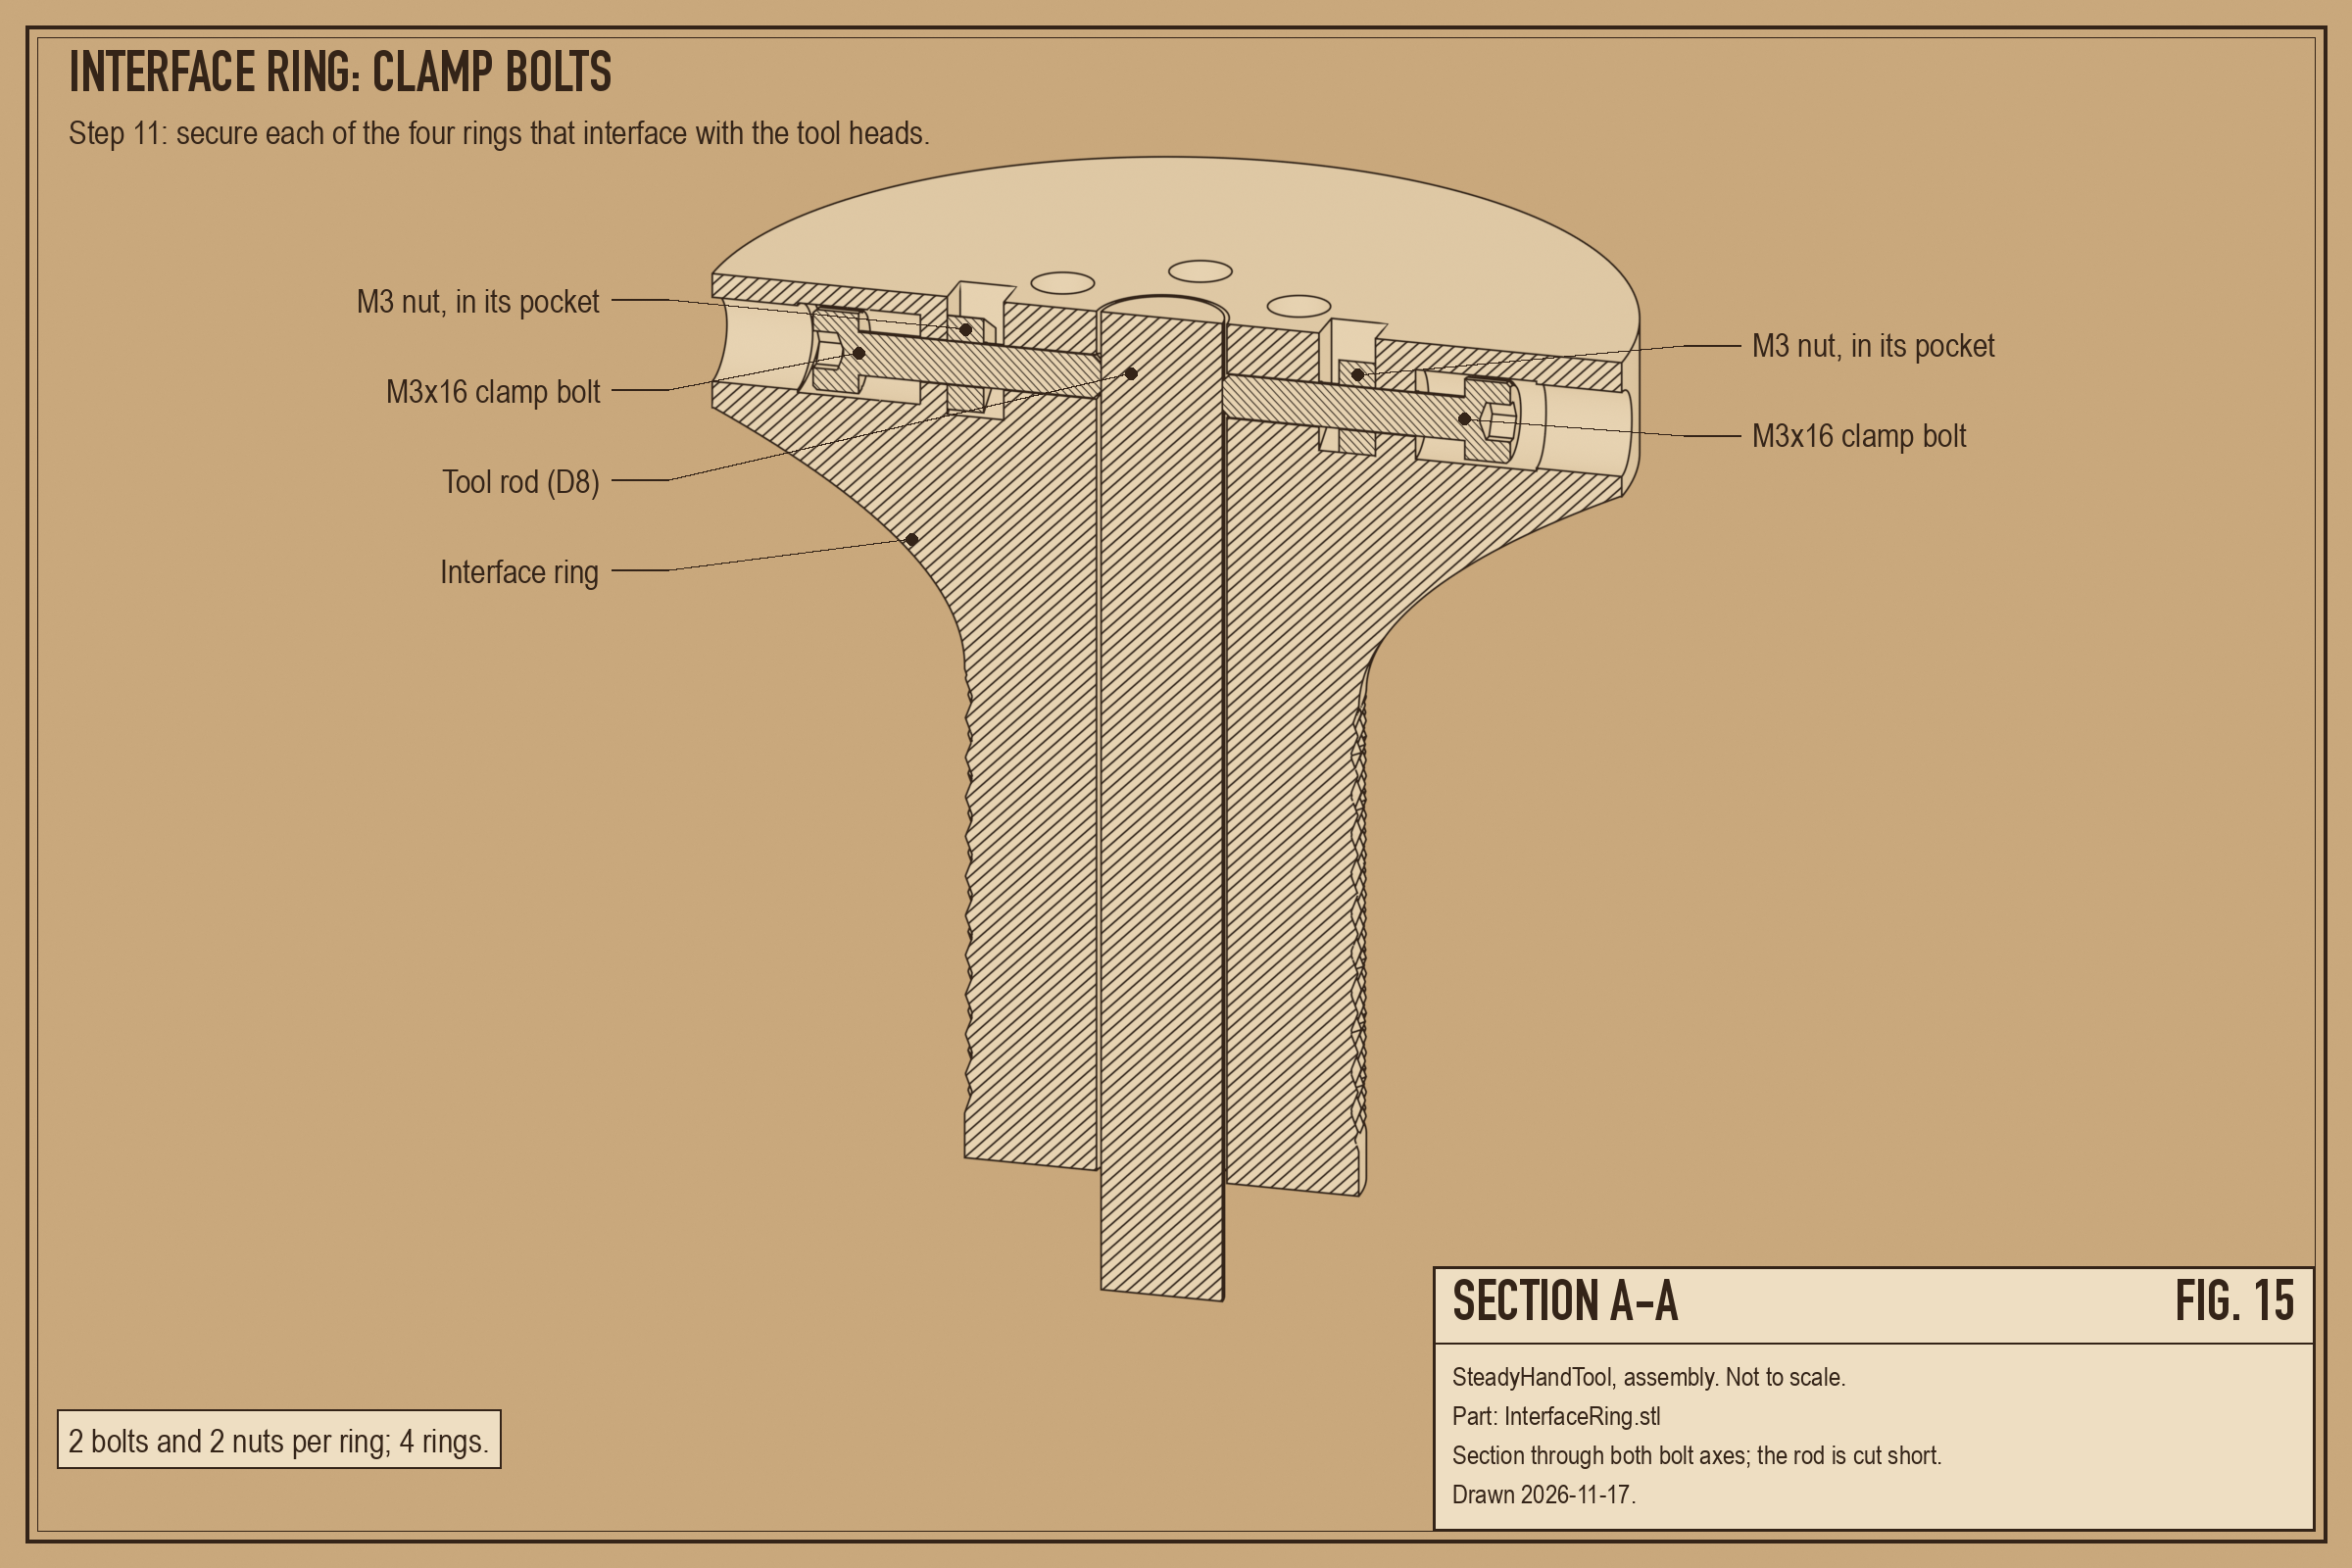 INTERFACE RING: CLAMP BOLTS
Step 11: secure each of the four rings that interface with the tool heads.
M3 nut, in its pocket
M3x16 clamp bolt
Tool rod (D8)
Interface ring
M3 nut, in its pocket
M3x16 clamp bolt
2 bolts and 2 nuts per ring; 4 rings.
SECTION A-A
FIG. 15
SteadyHandTool, assembly. Not to scale.
Part: InterfaceRing.stl
Section through both bolt axes; the rod is cut short.
Drawn 2026-11-17.